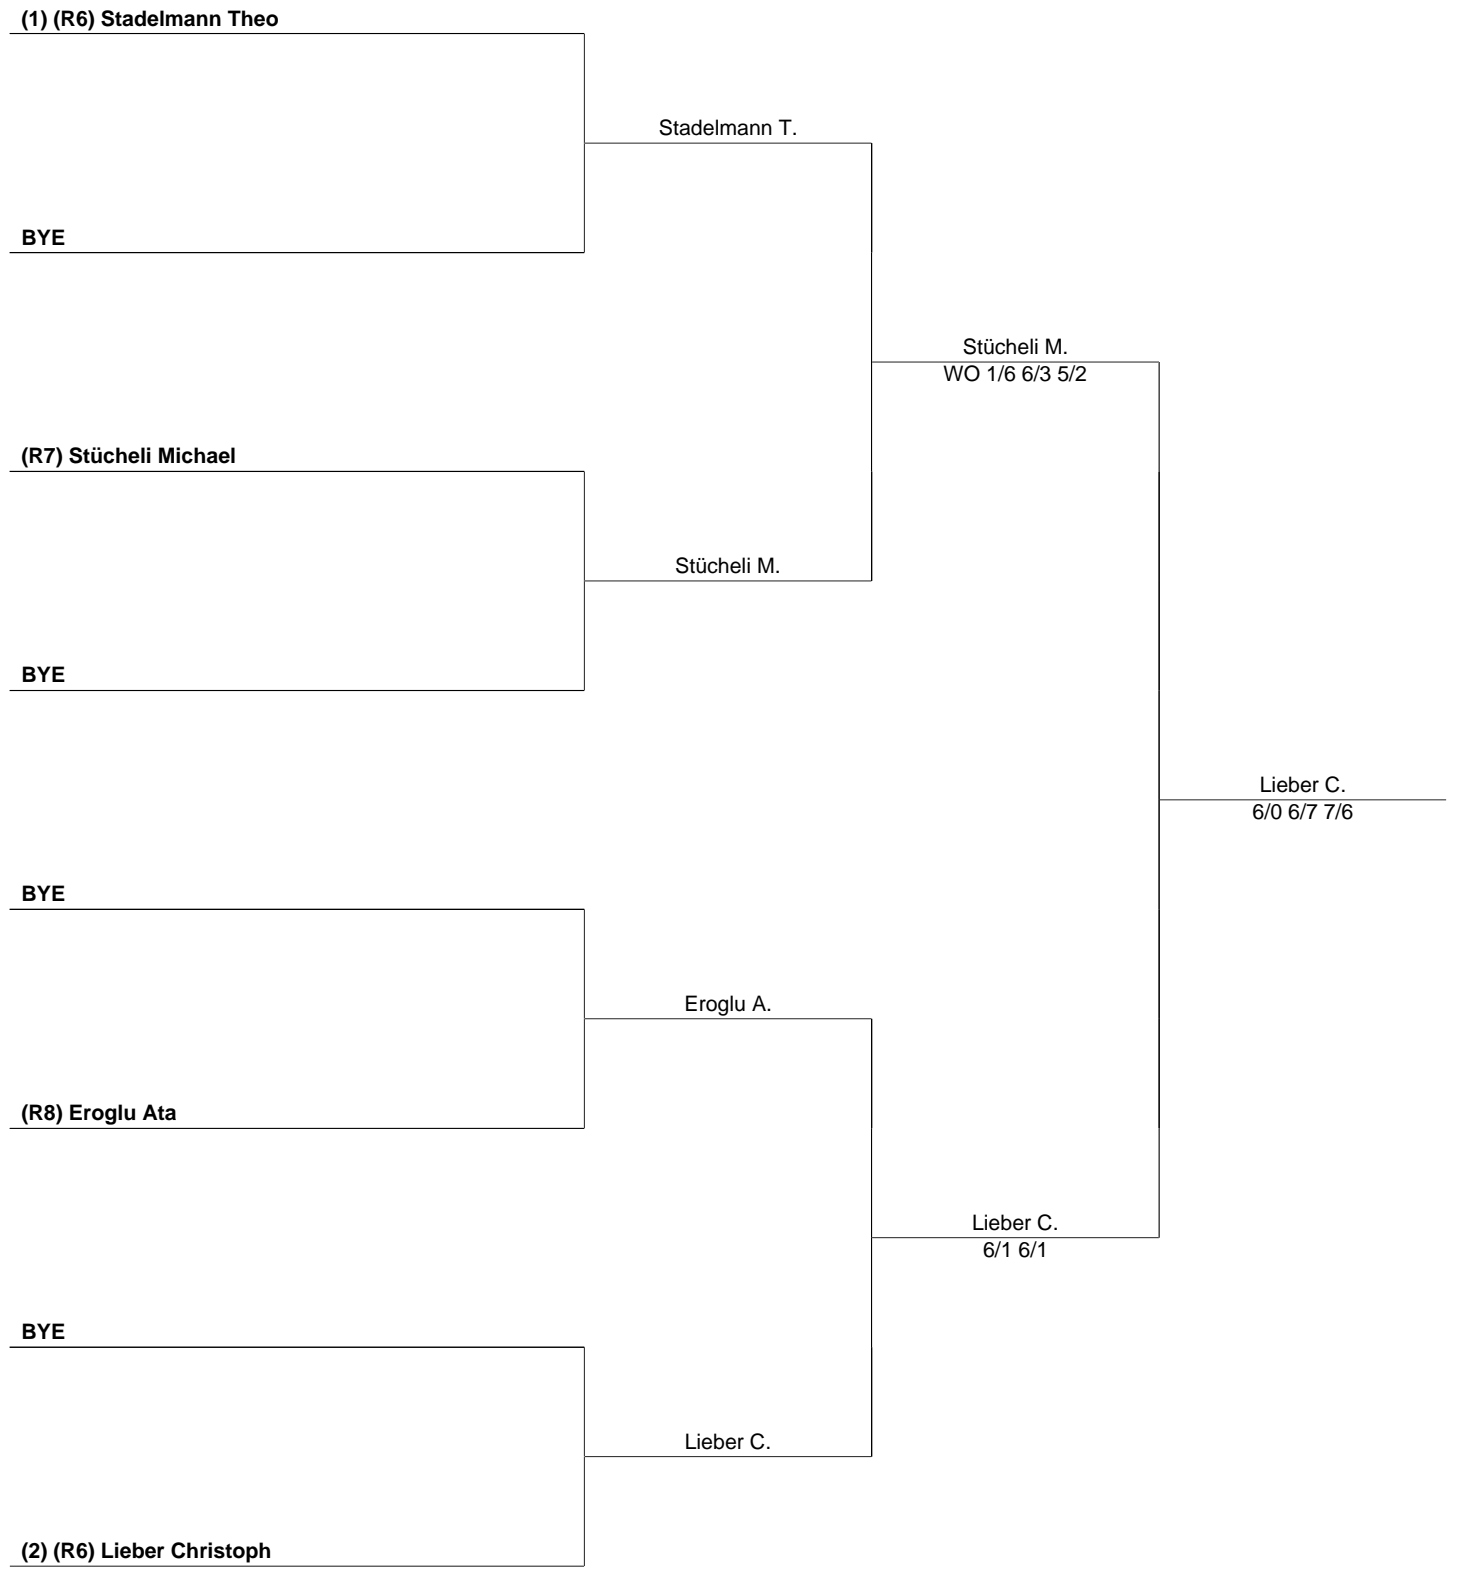 (1) (R6) Stadelmann Theo
Stadelmann T.
BYE
Stücheli M.
WO 1/6 6/3 5/2
(R7) Stücheli Michael
Stücheli M.
BYE
Lieber C.
6/0 6/7 7/6
BYE
Eroglu A.
(R8) Eroglu Ata
Lieber C.
6/1 6/1
BYE
Lieber C.
(2) (R6) Lieber Christoph